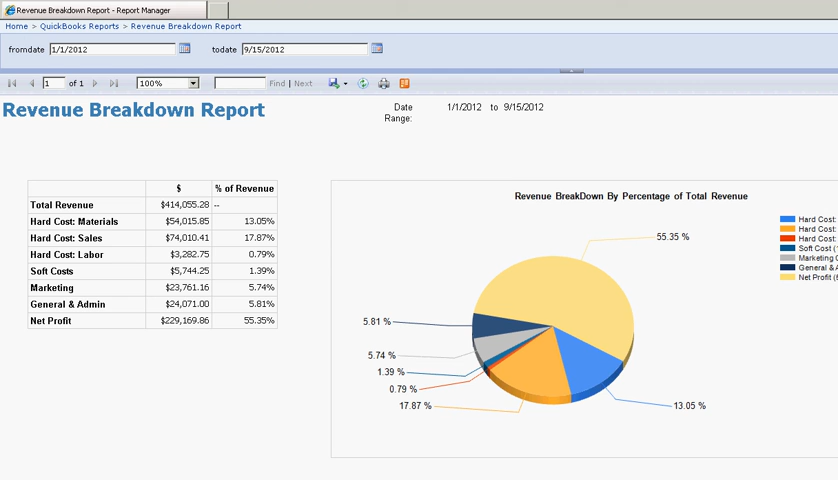 Revenue Breakdown Report - Report Manager
Home > QuickBooks Reports > Revenue Breakdown Report
fromdate 1/1/2012 todate 9/15/2012
1 of 1 100% Find | Next
Revenue Breakdown Report
Date Range: 1/1/2012 to 9/15/2012
$ % of Revenue
Total Revenue $414,055.28 --
Hard Cost: Materials $54,015.85 13.05%
Hard Cost: Sales $74,010.41 17.87%
Hard Cost: Labor $3,282.75 0.79%
Soft Costs $5,744.25 1.39%
Marketing $23,761.16 5.74%
General & Admin $24,071.00 5.81%
Net Profit $229,169.86 55.35%
Revenue BreakDown By Percentage of Total Revenue
55.35 %
5.81 %
5.74 %
1.39 %
0.79 %
17.87 %
13.05 %
Hard Cost:
Hard Cost:
Hard Cost:
Soft Cost (
Marketing
General &
Net Profit (